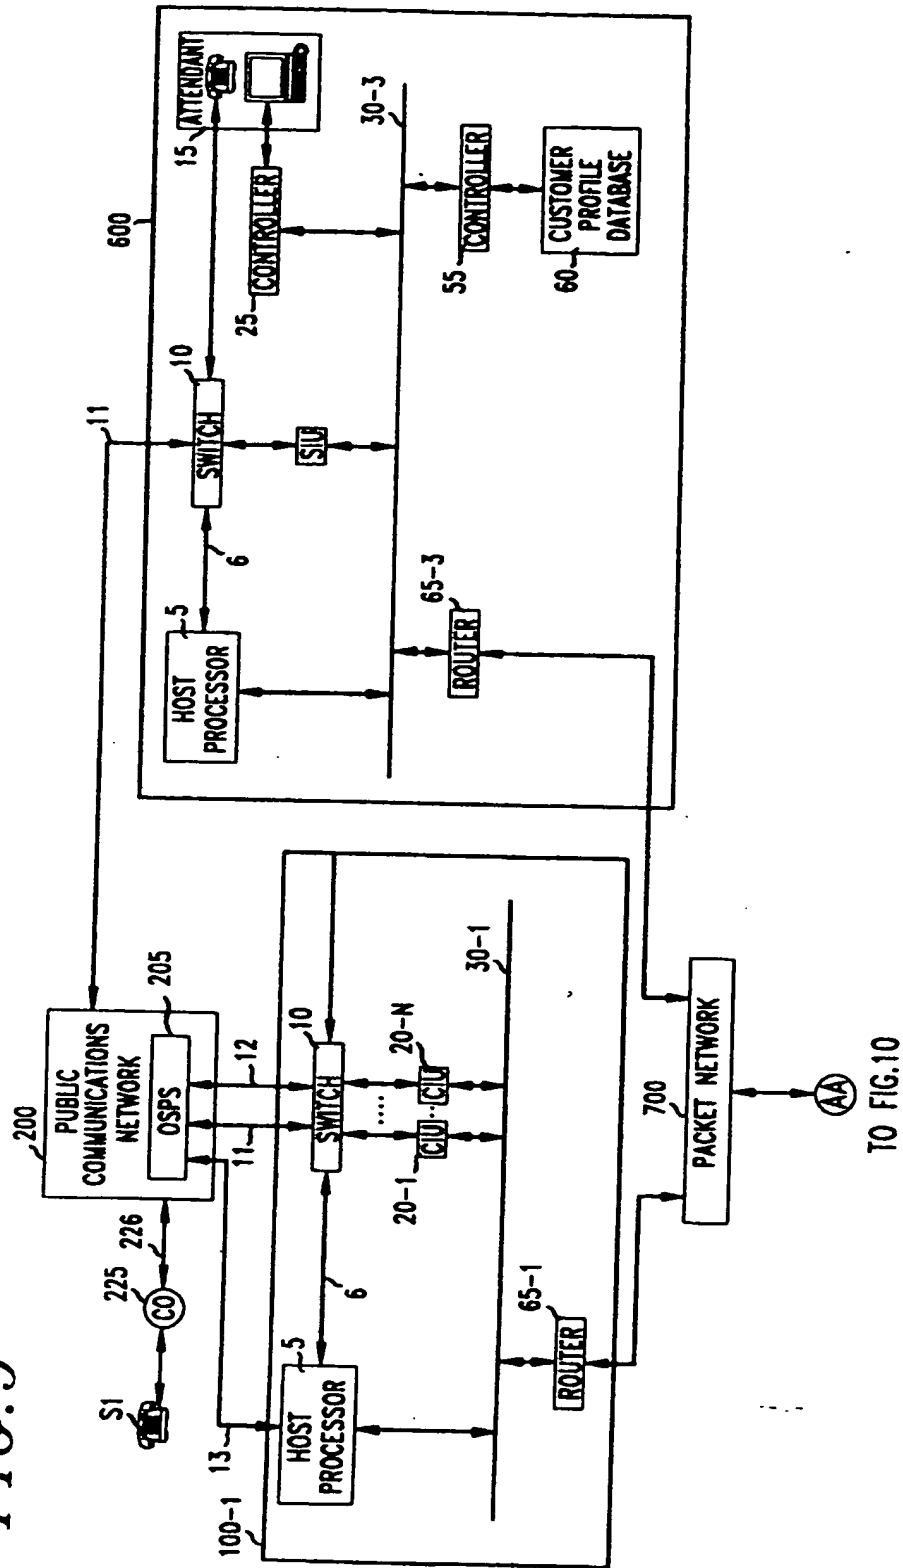 FIG.9
S1
225
CO
226
200
PUBLIC
COMMUNICATIONS
NETWORK
205
OSPS
13
11
12
100-1
5
HOST
PROCESSOR
6
10
SWITCH
20-1
CIU
....
..
20-N
CIU
30-1
65-1
ROUTER
11
600
5
HOST
PROCESSOR
6
10
SWITCH
SIU
15
ATTENDANT
25
CONTROLLER
30-3
65-3
ROUTER
55
CONTROLLER
60
CUSTOMER
PROFILE
DATABASE
700
PACKET NETWORK
AA
TO FIG.10